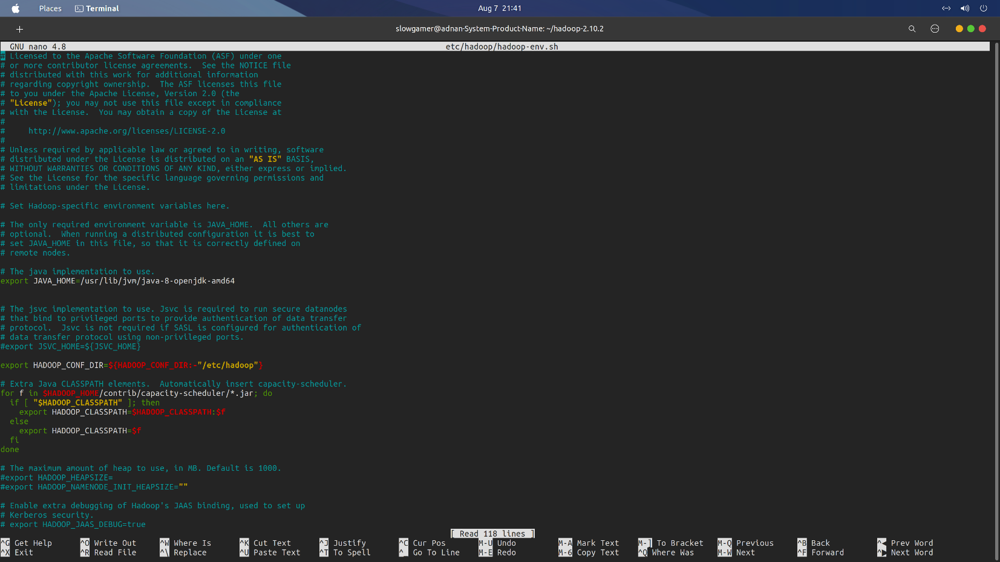 Places Terminal Aug 7 21:41
slowgamer@adnan-System-Product-Name: ~/hadoop-2.10.2
GNU nano 4.8 etc/hadoop/hadoop-env.sh
# Licensed to the Apache Software Foundation (ASF) under one
# or more contributor license agreements.  See the NOTICE file
# distributed with this work for additional information
# regarding copyright ownership.  The ASF licenses this file
# to you under the Apache License, Version 2.0 (the
# "License"); you may not use this file except in compliance
# with the License.  You may obtain a copy of the License at
#
#     http://www.apache.org/licenses/LICENSE-2.0
#
# Unless required by applicable law or agreed to in writing, software
# distributed under the License is distributed on an "AS IS" BASIS,
# WITHOUT WARRANTIES OR CONDITIONS OF ANY KIND, either express or implied.
# See the License for the specific language governing permissions and
# limitations under the License.
# Set Hadoop-specific environment variables here.
# The only required environment variable is JAVA_HOME.  All others are
# optional.  When running a distributed configuration it is best to
# set JAVA_HOME in this file, so that it is correctly defined on
# remote nodes.
# The java implementation to use.
export JAVA_HOME=/usr/lib/jvm/java-8-openjdk-amd64
# The jsvc implementation to use. Jsvc is required to run secure datanodes
# that bind to privileged ports to provide authentication of data transfer
# protocol.  Jsvc is not required if SASL is configured for authentication of
# data transfer protocol using non-privileged ports.
#export JSVC_HOME=${JSVC_HOME}
export HADOOP_CONF_DIR=${HADOOP_CONF_DIR:-"/etc/hadoop"}
# Extra Java CLASSPATH elements.  Automatically insert capacity-scheduler.
for f in $HADOOP_HOME/contrib/capacity-scheduler/*.jar; do
  if [ "$HADOOP_CLASSPATH" ]; then
    export HADOOP_CLASSPATH=$HADOOP_CLASSPATH:$f
  else
    export HADOOP_CLASSPATH=$f
  fi
done
# The maximum amount of heap to use, in MB. Default is 1000.
#export HADOOP_HEAPSIZE=
#export HADOOP_NAMENODE_INIT_HEAPSIZE=""
# Enable extra debugging of Hadoop's JAAS binding, used to set up
# Kerberos security.
# export HADOOP_JAAS_DEBUG=true
[ Read 118 lines ]
^G Get Help ^O Write Out ^W Where Is ^K Cut Text ^J Justify ^C Cur Pos M-U Undo M-A Mark Text M-] To Bracket M-Q Previous ^B Back ^◀ Prev Word
^X Exit ^R Read File ^\ Replace ^U Paste Text ^T To Spell ^_ Go To Line M-E Redo M-6 Copy Text ^Q Where Was M-W Next ^F Forward ^▶ Next Word